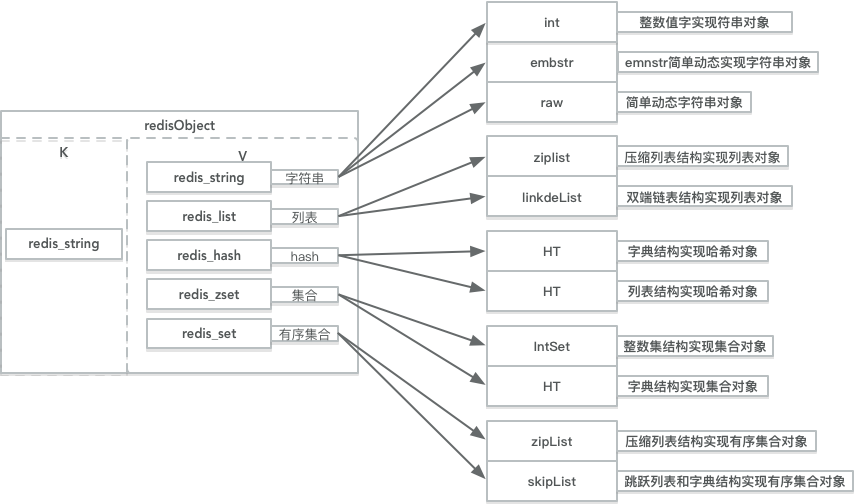 redisObject
K
V
redis_string
redis_string 字符串
redis_list 列表
redis_hash hash
redis_zset 集合
redis_set 有序集合
int 整数值字实现符串对象
embstr emnstr简单动态实现字符串对象
raw 简单动态字符串对象
ziplist 压缩列表结构实现列表对象
linkdeList 双端链表结构实现列表对象
HT 字典结构实现哈希对象
HT 列表结构实现哈希对象
IntSet 整数集结构实现集合对象
HT 字典结构实现集合对象
zipList 压缩列表结构实现有序集合对象
skipList 跳跃列表和字典结构实现有序集合对象